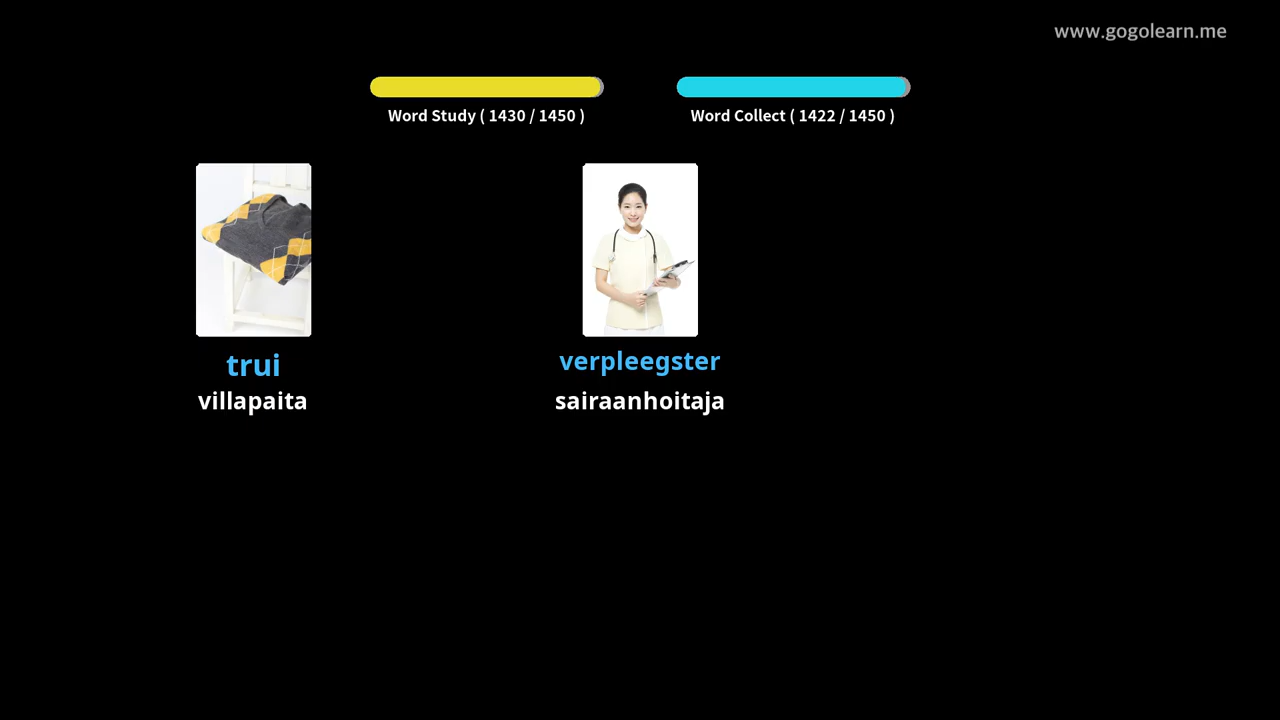 www.gogolearn.me
Word Study ( 1430 / 1450 )
Word Collect ( 1422 / 1450 )
trui
villapaita
verpleegster
sairaanhoitaja